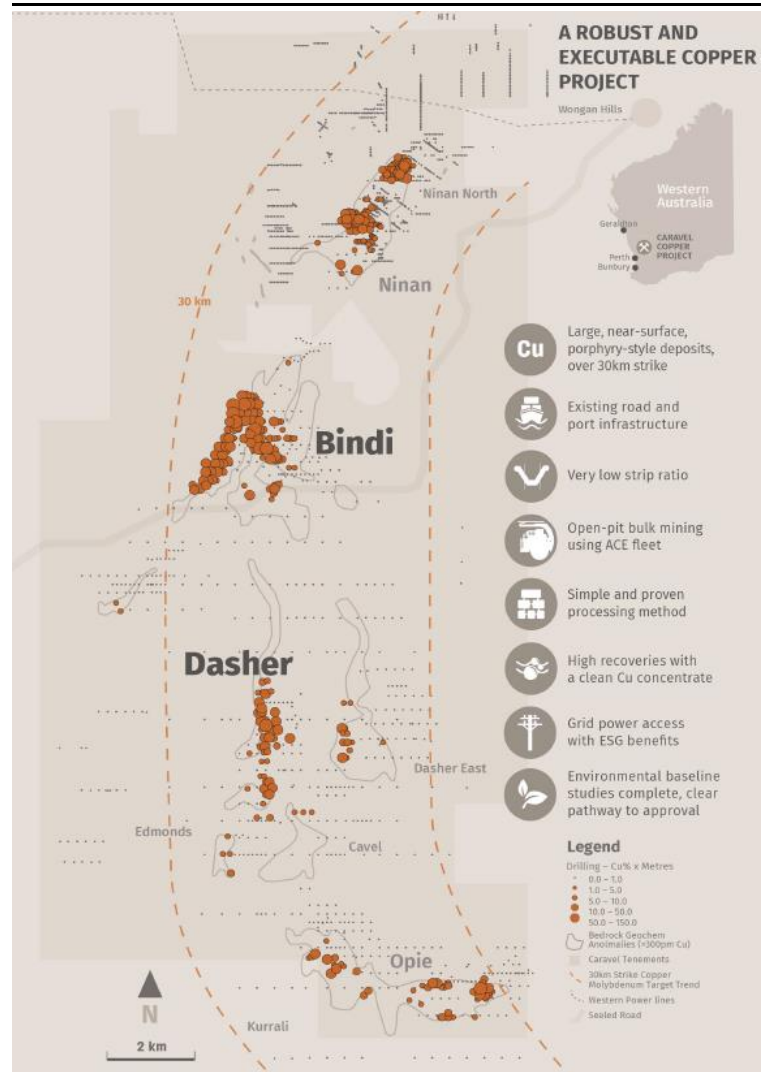 A ROBUST AND
EXECUTABLE COPPER
PROJECT
Wongan Hills
Western
Australia
Geraldton
CARAVEL
COPPER
PROJECT
Perth
Bunbury
Ninan North
Ninan
30 km
Bindi
Dasher
Dasher East
Edmonds
Cavel
Opie
Kurrali
N
2 km
Cu
Large, near-surface,
porphyry-style deposits,
over 30km strike
Existing road and
port infrastructure
Very low strip ratio
Open-pit bulk mining
using ACE fleet
Simple and proven
processing method
High recoveries with
a clean Cu concentrate
Grid power access
with ESG benefits
Environmental baseline
studies complete, clear
pathway to approval
Legend
Drilling – Cu% x Metres
0.0 – 1.0
1.0 – 5.0
5.0 – 10.0
10.0 – 50.0
50.0 – 150.0
Bedrock Geochem
Anomalies (>300pm Cu)
Caravel Tenements
30km Strike Copper
Molybdenum Target Trend
Western Power lines
Sealed Road